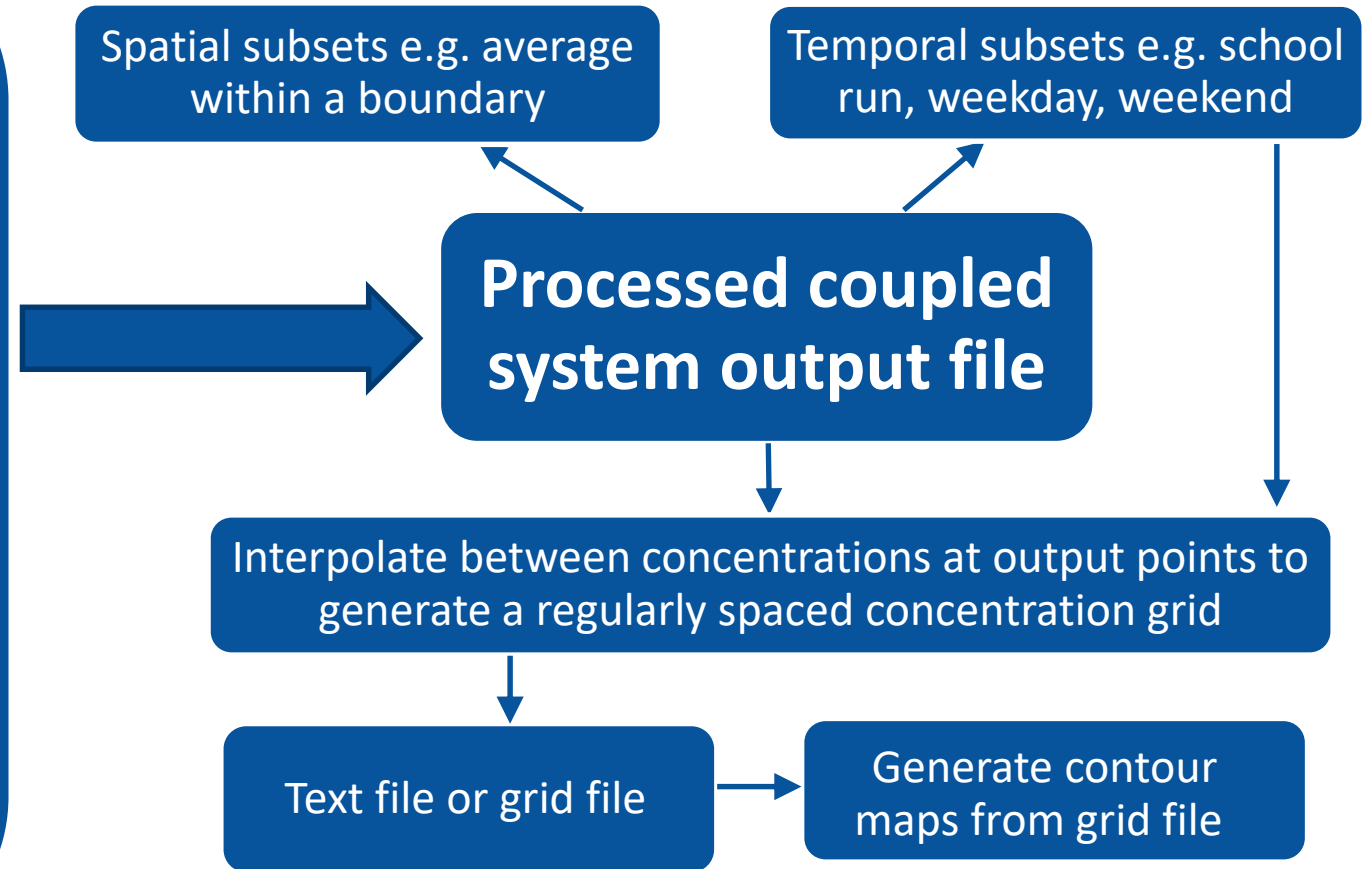 Spatial subsets e.g. average
within a boundary
Temporal subsets e.g. school
run, weekday, weekend
Processed coupled
system output file
Interpolate between concentrations at output points to
generate a regularly spaced concentration grid
Text file or grid file
Generate contour
maps from grid file